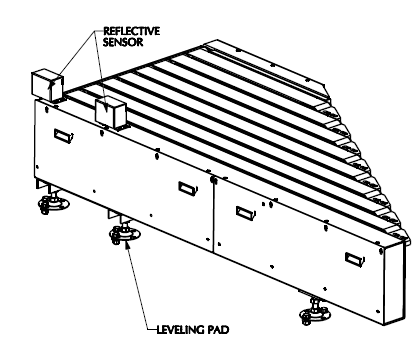 REFLECTIVE
SENSOR
LEVELING PAD